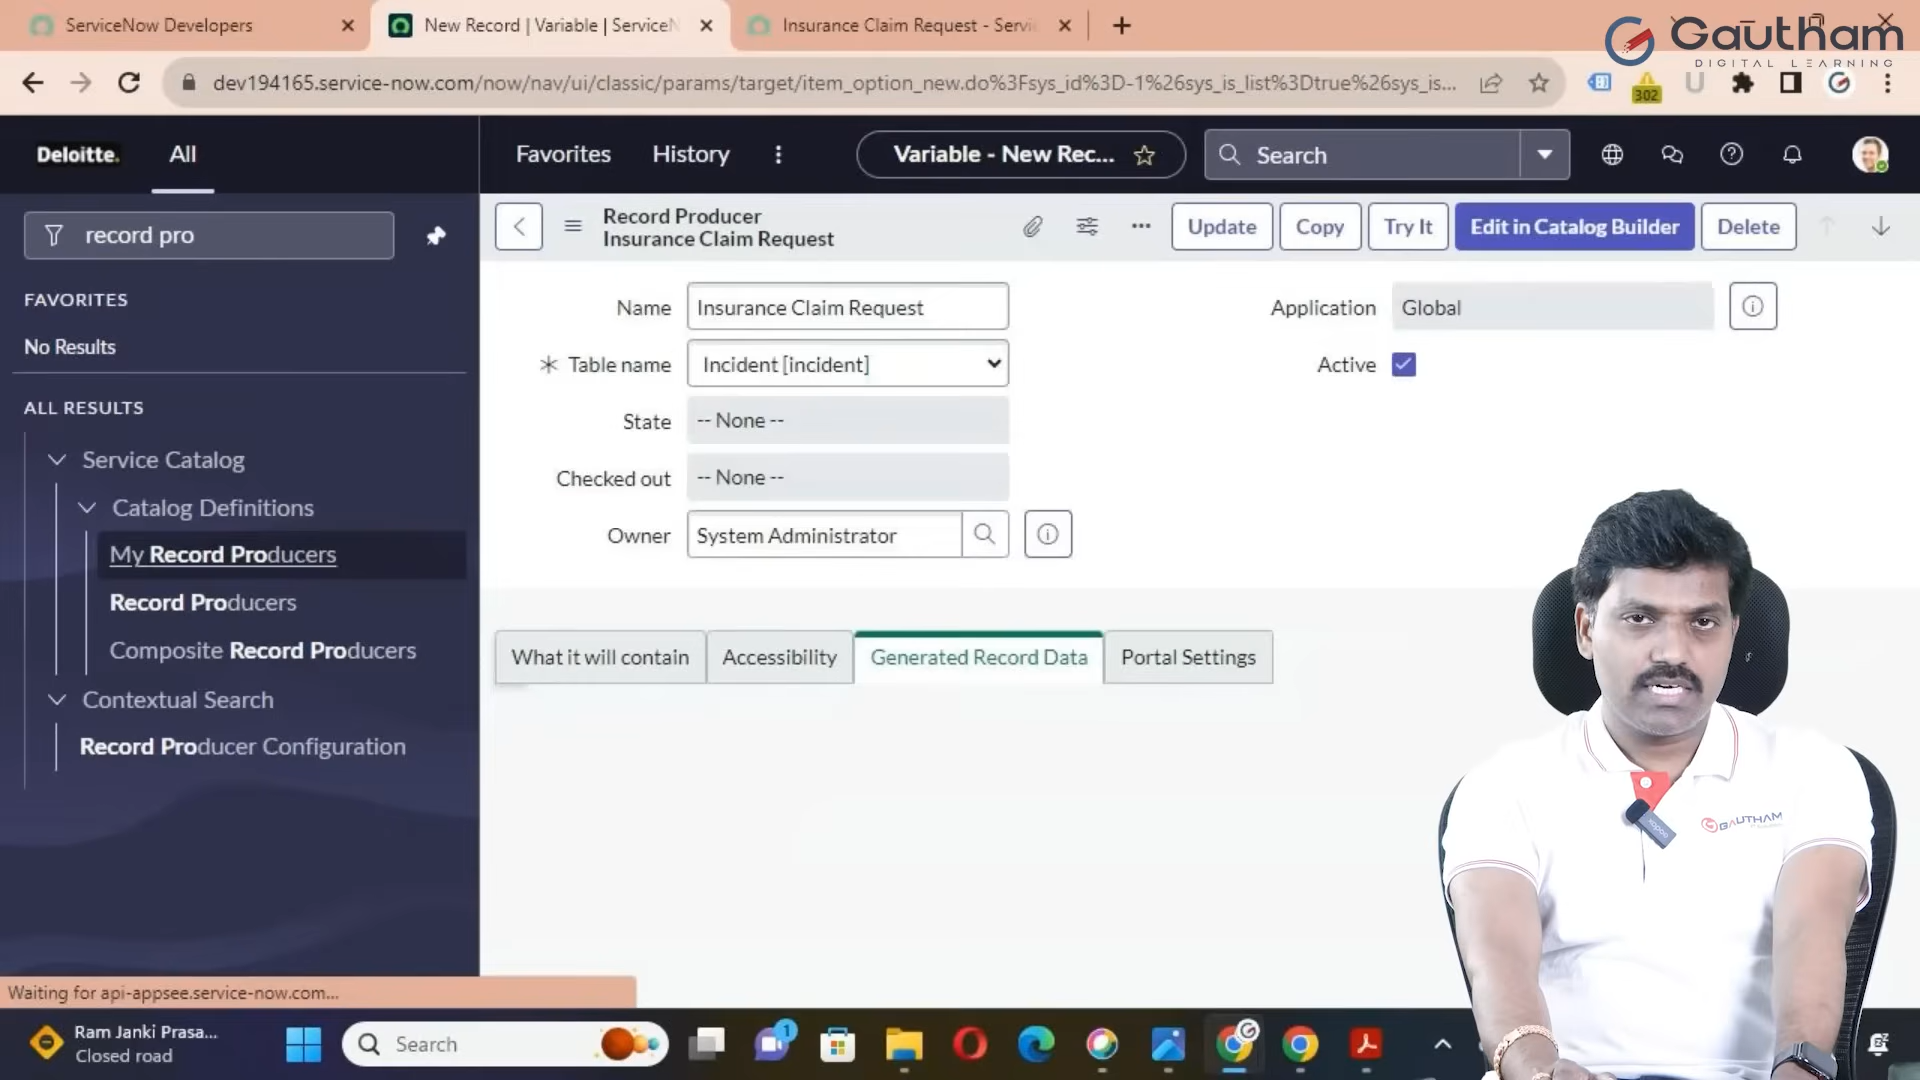 ServiceNow Developers
New Record | Variable | ServiceN
Insurance Claim Request - Servi
Gautham
DIGITAL LEARNING
dev194165.service-now.com/now/nav/ui/classic/params/target/item_option_new.do%3Fsys_id%3D-1%26sys_is_list%3Dtrue%26sys_is...
302
Deloitte.
All
Favorites
History
Variable - New Rec...
Search
record pro
Record Producer
Insurance Claim Request
Update
Copy
Try It
Edit in Catalog Builder
Delete
FAVORITES
No Results
ALL RESULTS
Service Catalog
Catalog Definitions
My Record Producers
Record Producers
Composite Record Producers
Contextual Search
Record Producer Configuration
Name
Insurance Claim Request
Application
Global
Table name
Incident [incident]
Active
State
-- None --
Checked out
-- None --
Owner
System Administrator
What it will contain
Accessibility
Generated Record Data
Portal Settings
GAUTHAM
Waiting for api-appsee.service-now.com...
Ram Janki Prasa...
Closed road
Search
1